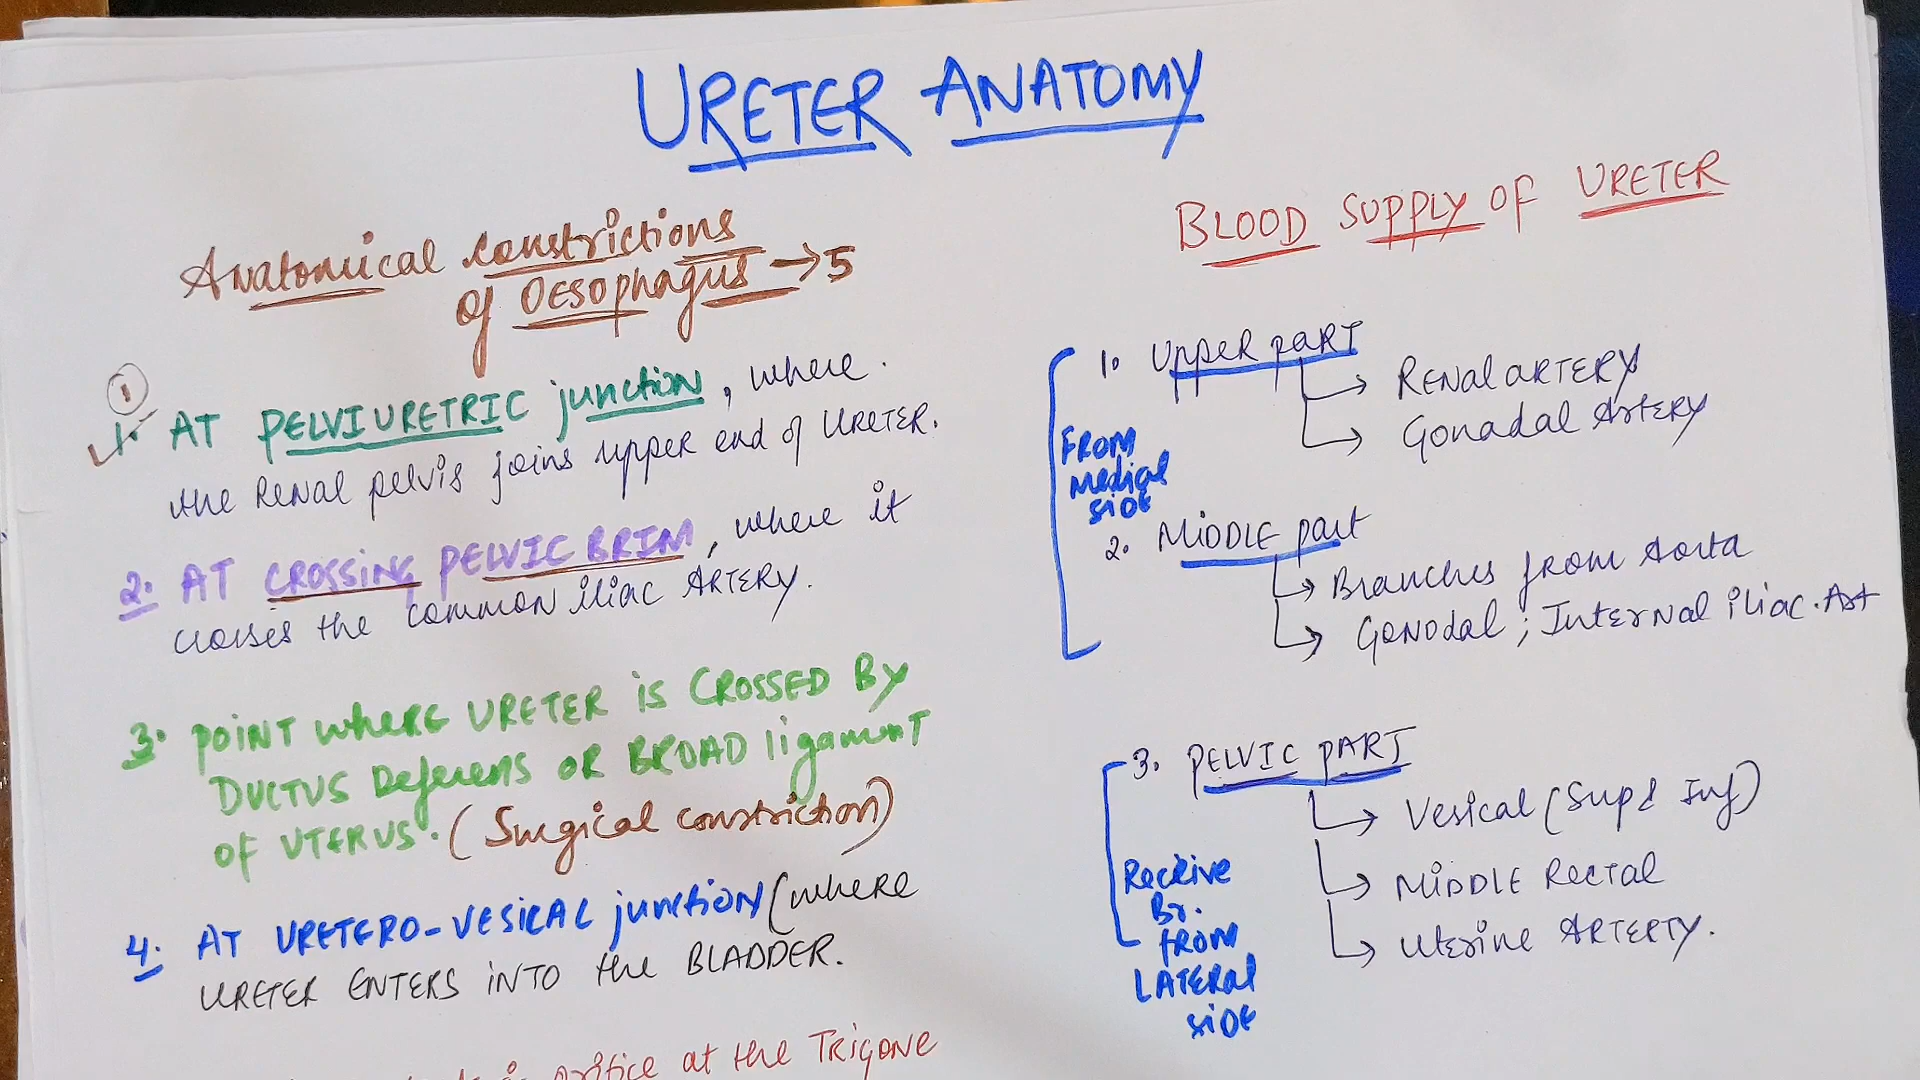 URETER ANATOMY
Anatomical constrictions
of OESophagus → 5
1
1. AT PELVIURETRIC junction, where
the Renal pelvis joins upper end of URETER.
2. AT CROSSING PELVIC BRIM, where it
crosses the common iliac ARTERY.
3. POINT where URETER is CROSSED By
DUCTUS Deferens OR BROAD ligament
of UTERUS. (Surgical constriction)
4. AT URETERO-VESICAL junction (where
URETER ENTERS iNTO the BLADDER.
orifice at the TRIGONE
BLOOD SUPPLY OF URETER
1. Upper part
→ RENal ARTERY
→ Gonadal ArtERY
FROM
Medial
side
2. MiDDLE part
→ Branches from Aorta
→ GONOdal ; Internal iliac. Art
3. PELVIC PART
→ Vesical (Sup & Inf)
→ MiDDLE Rectal
→ Uterine ARTERTY.
Receive
Br.
FROM
LATERal
side